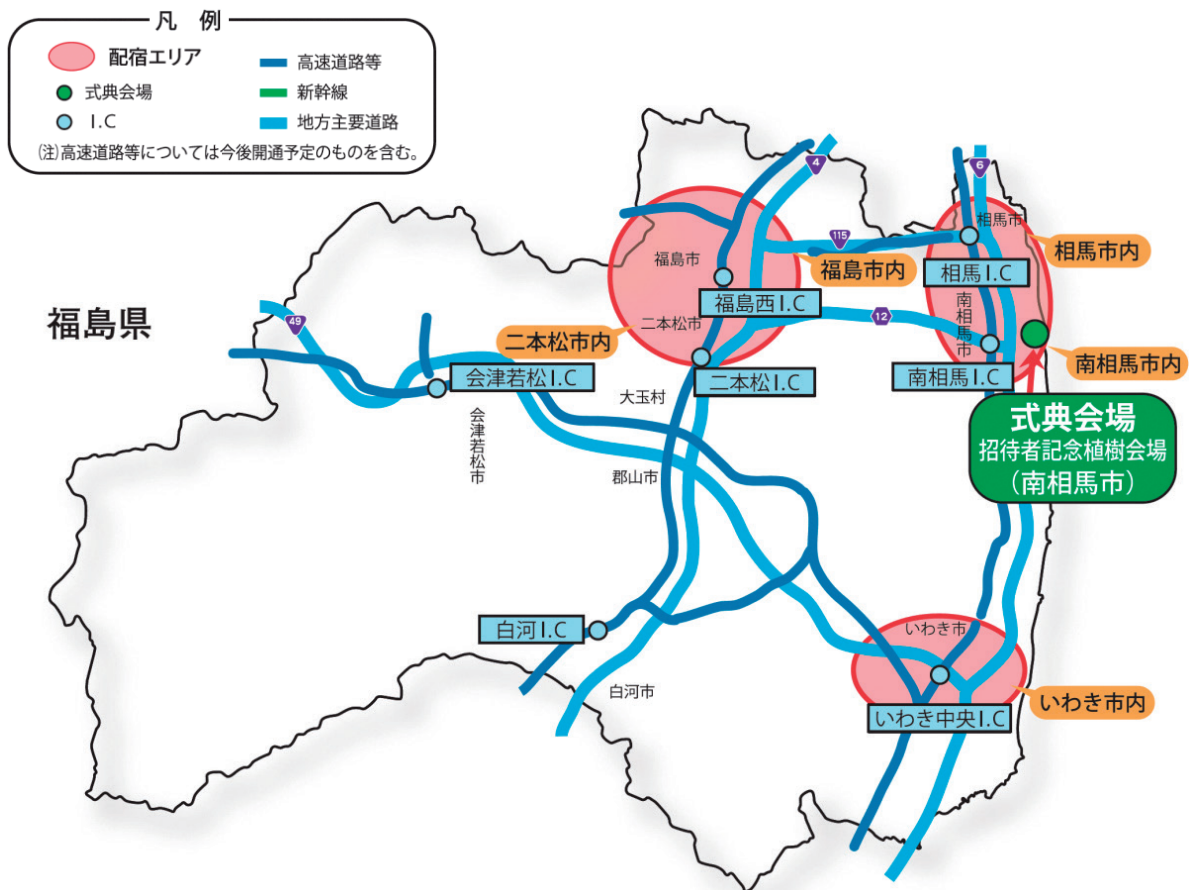 凡 例
配宿エリア
高速道路等
式典会場
新幹線
I.C
地方主要道路
(注)高速道路等については今後開通予定のものを含む。
福島県
4
6
115
12
49
相馬市
相馬市内
福島市
福島市内
相馬I.C
福島西I.C
南相馬市
二本松市
二本松市内
南相馬市内
会津若松I.C
二本松I.C
南相馬I.C
大玉村
会津若松市
式典会場
招待者記念植樹会場
(南相馬市)
郡山市
白河I.C
いわき市
白河市
いわき市内
いわき中央I.C